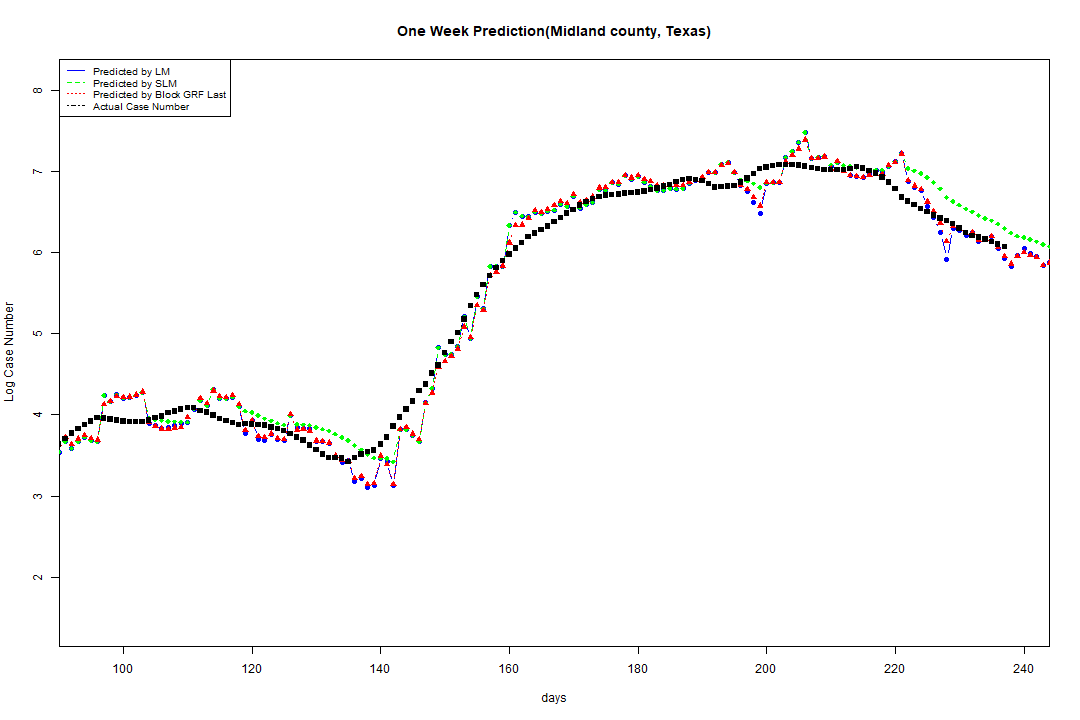 One Week Prediction(Midland county, Texas)
Predicted by LM
Predicted by SLM
Predicted by Block GRF Last
Actual Case Number
8
7
6
5
4
3
2
Log Case Number
100 120 140 160 180 200 220 240
days